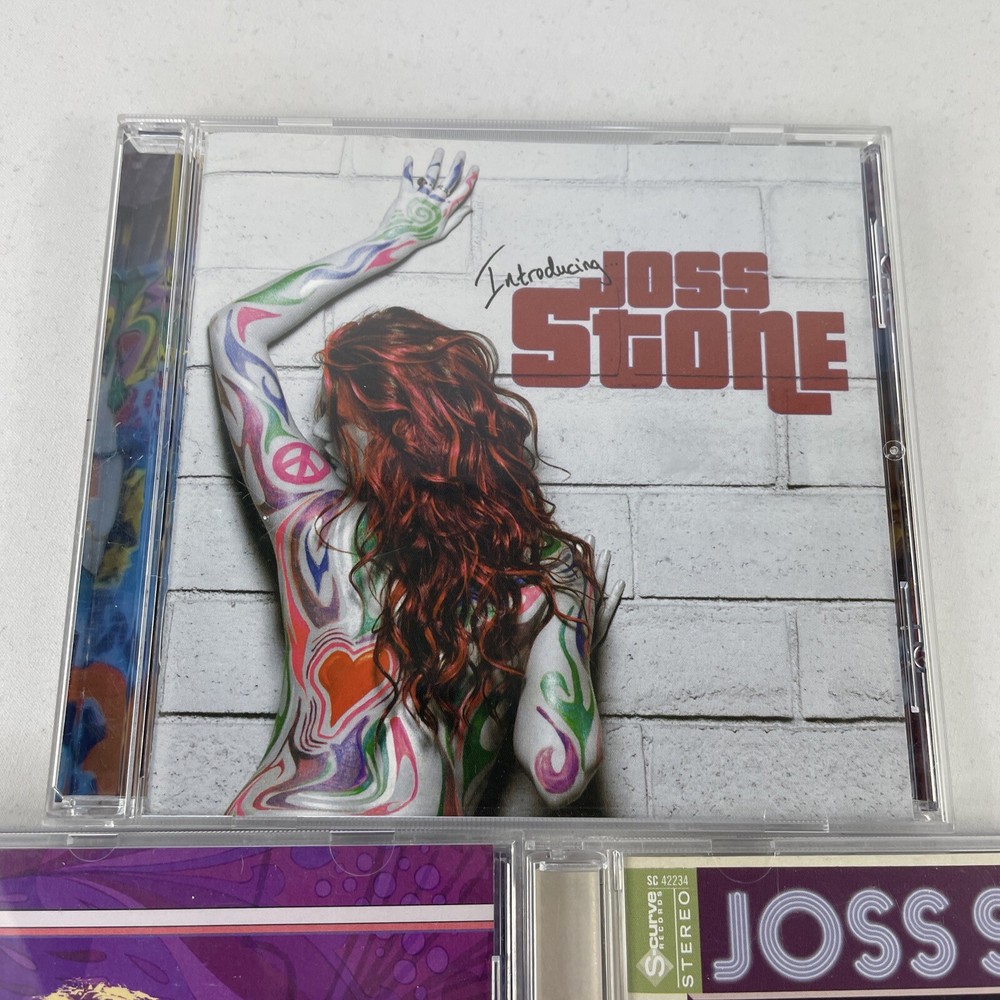 Introducing...
JOSS
StONE
SC 42234
S-curve
RECORDS
STEREO
JOSS S